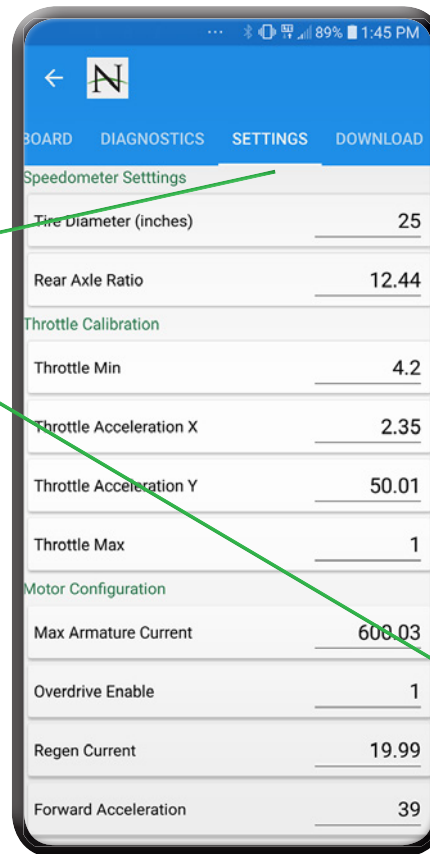 ... 89% 1:45 PM
N
BOARD DIAGNOSTICS SETTINGS DOWNLOAD
Speedometer Setttings
Tire Diameter (inches) 25
Rear Axle Ratio 12.44
Throttle Calibration
Throttle Min 4.2
Throttle Acceleration X 2.35
Throttle Acceleration Y 50.01
Throttle Max 1
Motor Configuration
Max Armature Current 600.03
Overdrive Enable 1
Regen Current 19.99
Forward Acceleration 39